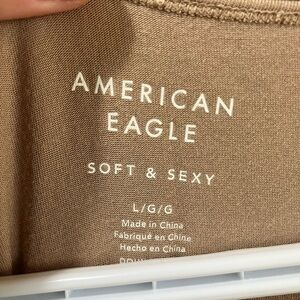 AMERICAN
EAGLE
SOFT & SEXY
L/G/G
Made in China
Fabriqué en Chine
Hecho en China